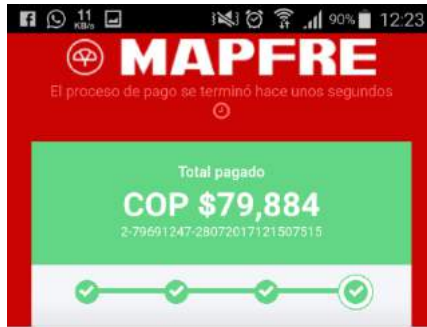 11
KB/s
90% 12:23
MAPFRE
El proceso de pago se terminó hace unos segundos
Total pagado
COP $79,884
2-79691247-28072017121507515